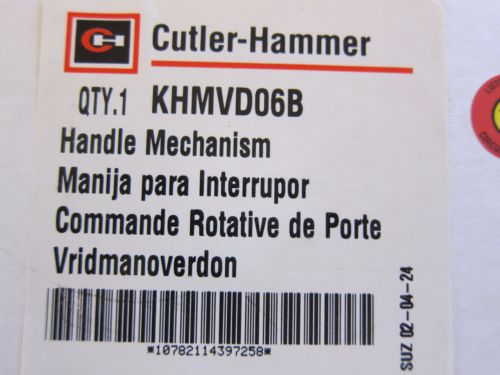 Cutler-Hammer
QTY.1 KHMVD06B
Handle Mechanism
Manija para Interrupor
Commande Rotative de Porte
Vridmanoverdon
*10782114397258*
SUZ 02-04-24